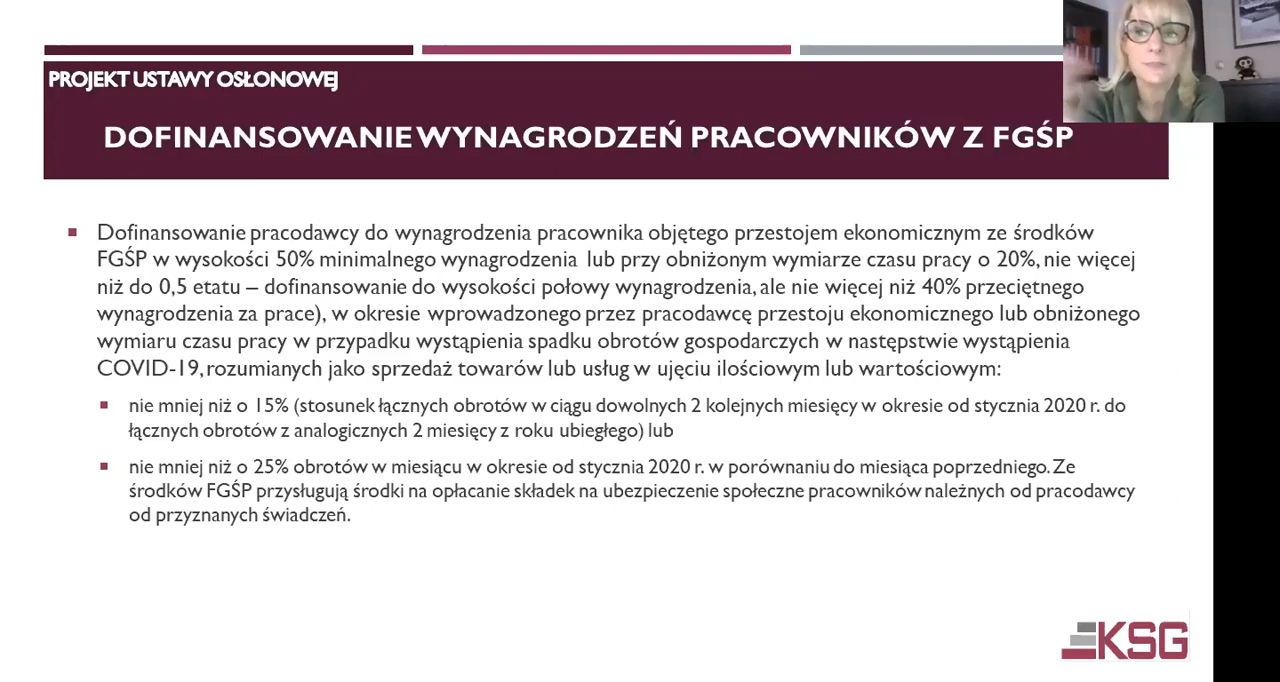 PROJEKT USTAWY OSŁONOWEJ
DOFINANSOWANIE WYNAGRODZEŃ PRACOWNIKÓW Z FGŚP
Dofinansowanie pracodawcy do wynagrodzenia pracownika objętego przestojem ekonomicznym ze środków
FGŚP w wysokości 50% minimalnego wynagrodzenia lub przy obniżonym wymiarze czasu pracy o 20%, nie więcej
niż do 0,5 etatu – dofinansowanie do wysokości połowy wynagrodzenia, ale nie więcej niż 40% przeciętnego
wynagrodzenia za prace), w okresie wprowadzonego przez pracodawcę przestoju ekonomicznego lub obniżonego
wymiaru czasu pracy w przypadku wystąpienia spadku obrotów gospodarczych w następstwie wystąpienia
COVID-19, rozumianych jako sprzedaż towarów lub usług w ujęciu ilościowym lub wartościowym:
nie mniej niż o 15% (stosunek łącznych obrotów w ciągu dowolnych 2 kolejnych miesięcy w okresie od stycznia 2020 r. do
łącznych obrotów z analogicznych 2 miesięcy z roku ubiegłego) lub
nie mniej niż o 25% obrotów w miesiącu w okresie od stycznia 2020 r. w porównaniu do miesiąca poprzedniego. Ze
środków FGŚP przysługują środki na opłacanie składek na ubezpieczenie społeczne pracowników należnych od pracodawcy
od przyznanych świadczeń.
KSG